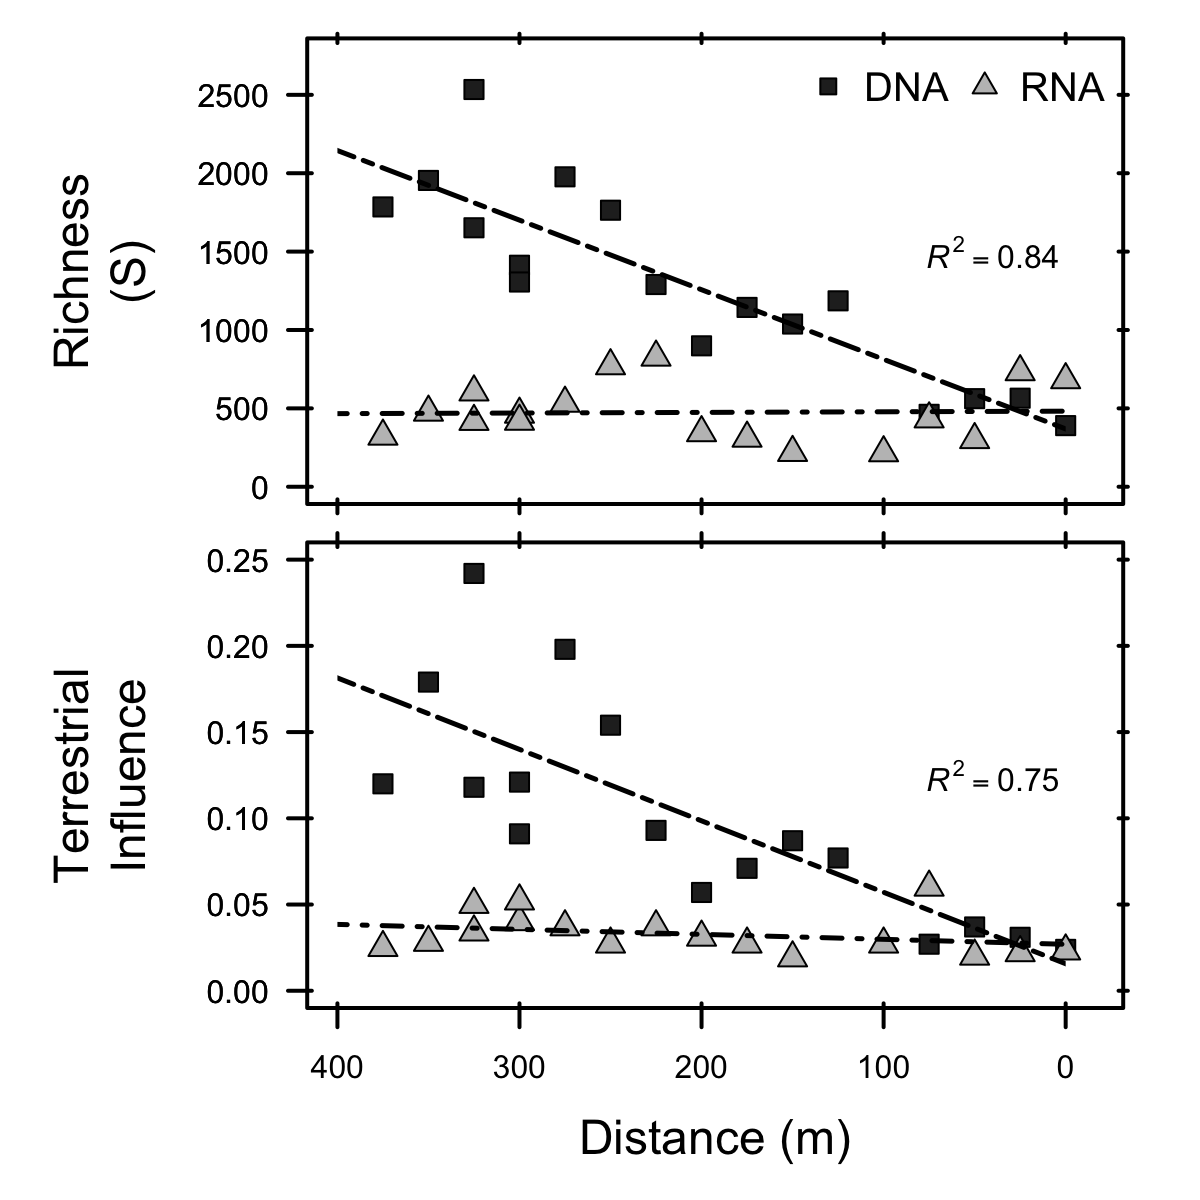 DNA RNA
2500
2000
1500
1000
500
0
Richness
(S)
R² = 0.84
0.25
0.20
0.15
0.10
0.05
0.00
Terrestrial
Influence
R² = 0.75
400 300 200 100 0
Distance (m)